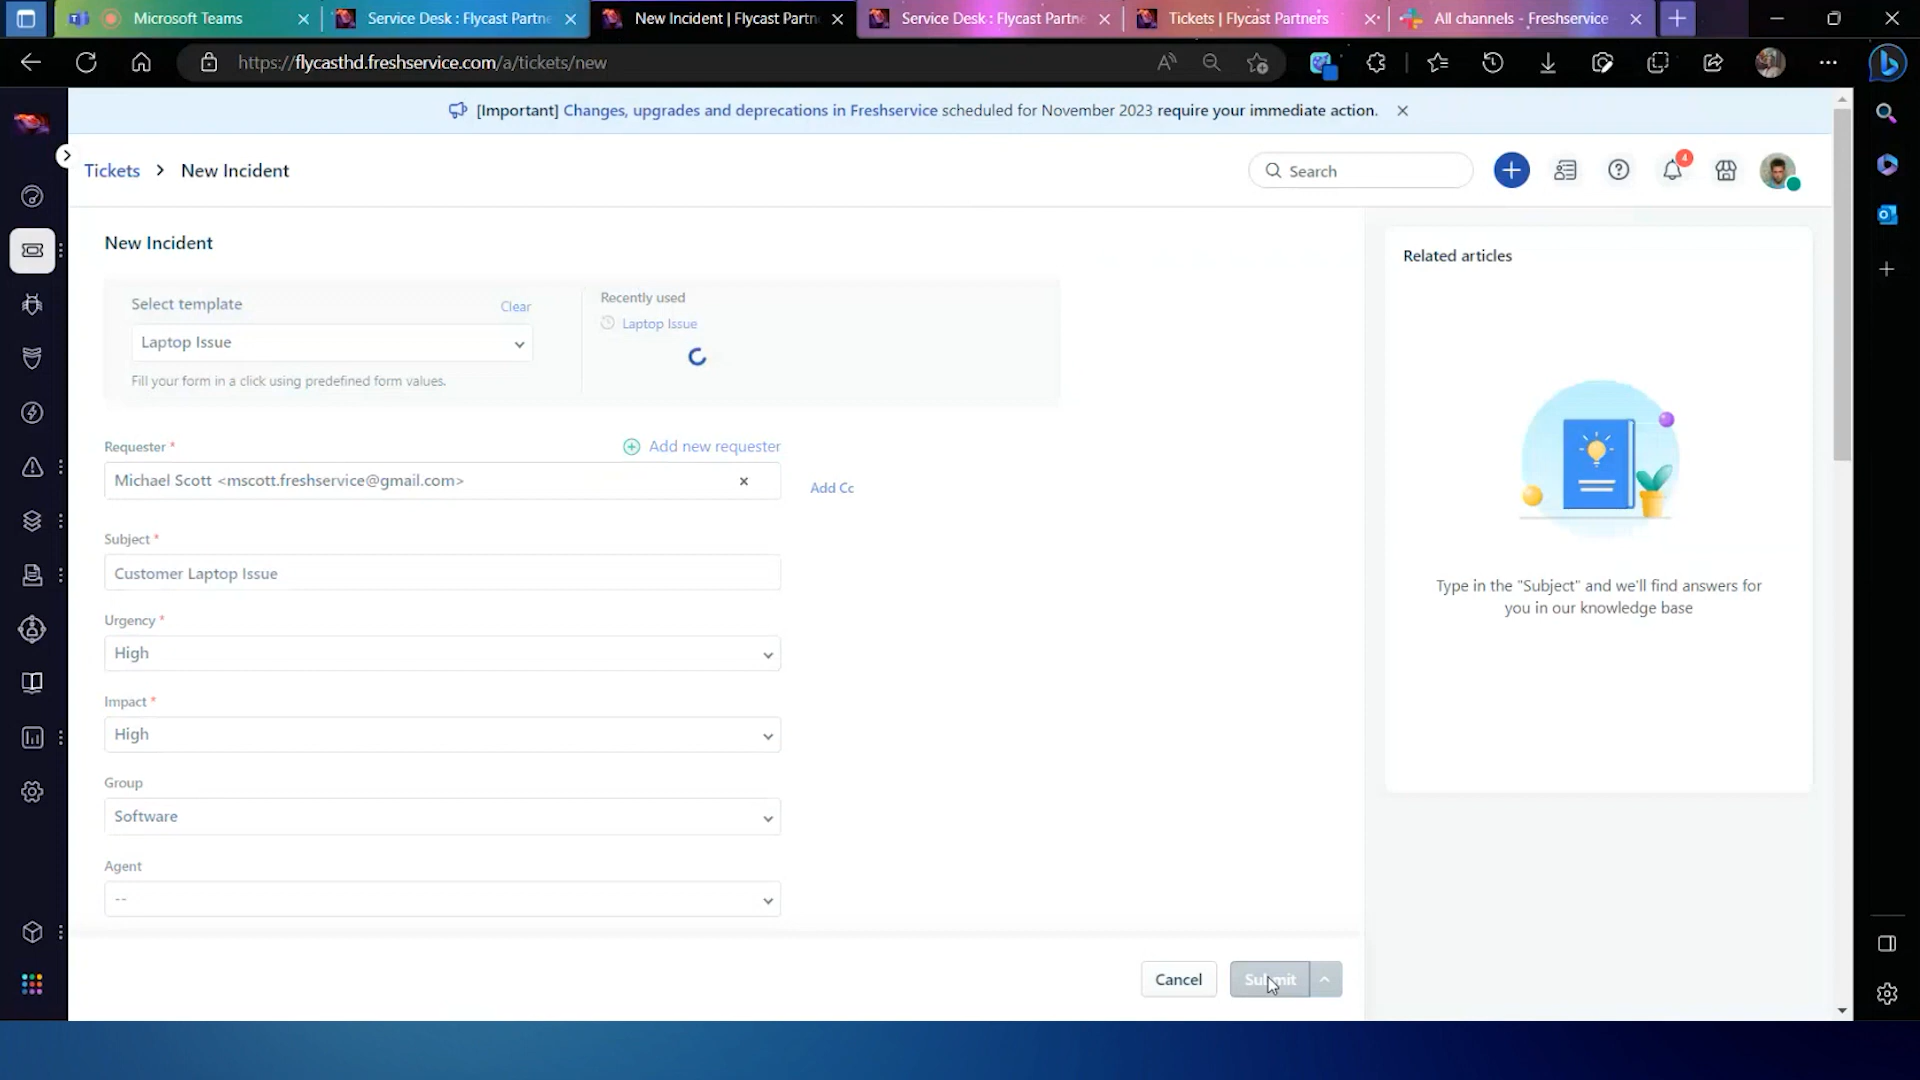 Microsoft Teams
Service Desk : Flycast Partne
New Incident | Flycast Partn
Service Desk : Flycast Partne
Tickets | Flycast Partners
All channels - Freshservice
https://flycasthd.freshservice.com/a/tickets/new
[Important] Changes, upgrades and deprecations in Freshservice scheduled for November 2023 require your immediate action.
Tickets > New Incident
Search
4
New Incident
Select template
Clear
Laptop Issue
Fill your form in a click using predefined form values.
Recently used
Laptop Issue
Requester *
Add new requester
Michael Scott <mscott.freshservice@gmail.com>
Add Cc
Subject *
Customer Laptop Issue
Urgency *
High
Impact *
High
Group
Software
Agent
--
Cancel
Submit
Related articles
Type in the "Subject" and we'll find answers for
you in our knowledge base